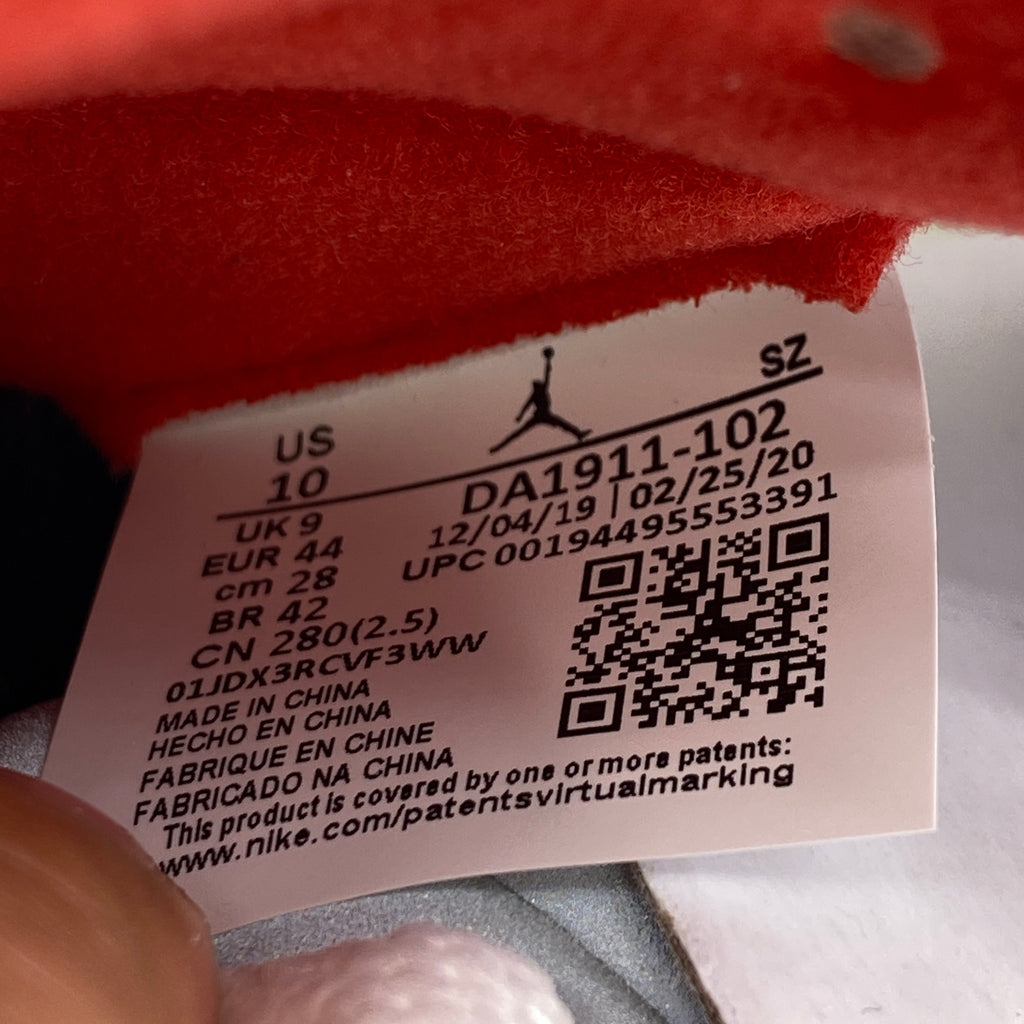 SZ
US
10
DA1911-102
12/04/19 | 02/25/20
UPC 00194495553391
UK 9
EUR 44
cm 28
BR 42
CN 280(2.5)
01JDX3RCVF3WW
MADE IN CHINA
HECHO EN CHINA
FABRIQUE EN CHINE
FABRICADO NA CHINA
This product is covered by one or more patents:
www.nike.com/patentsvirtualmarking